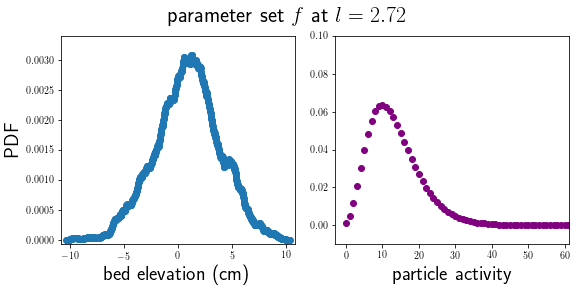 parameter set f at l = 2.72
PDF
0.0030
0.0025
0.0020
0.0015
0.0010
0.0005
0.0000
−10 −5 0 5 10
bed elevation (cm)
0.10
0.08
0.06
0.04
0.02
0.00
0 10 20 30 40 50 60
particle activity